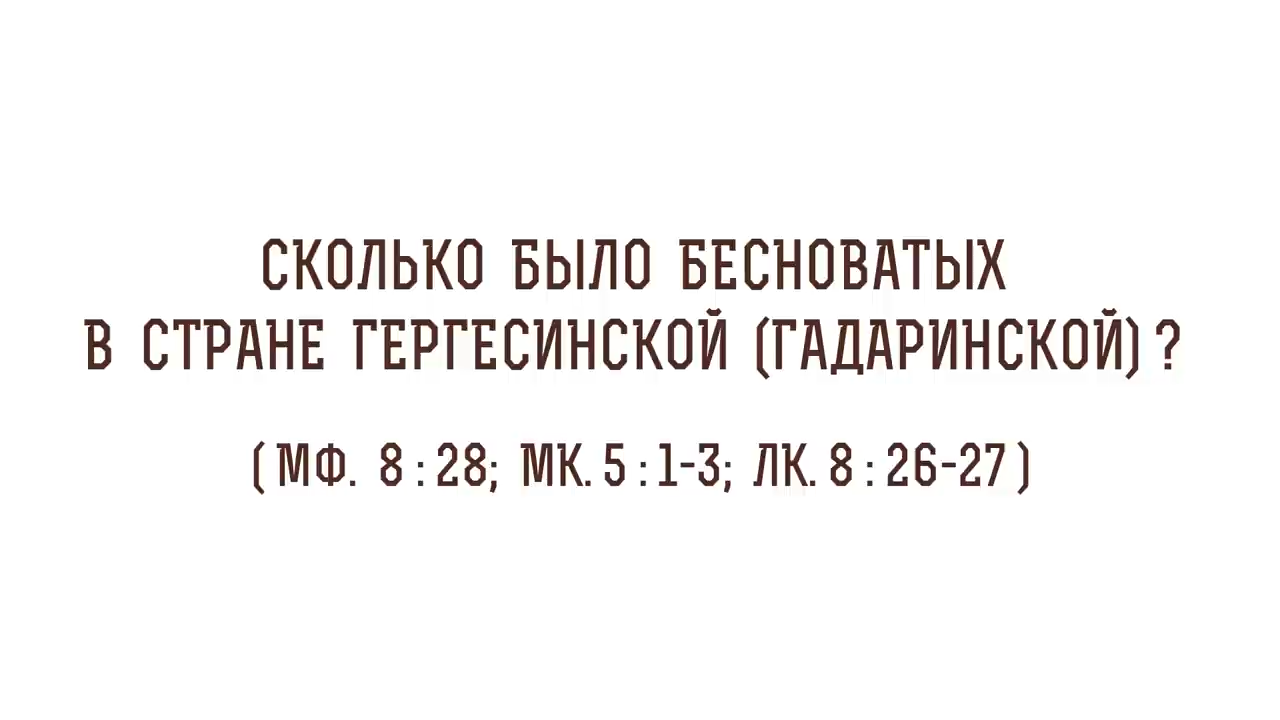 СКОЛЬКО БЫЛО БЕСНОВАТЫХ
В СТРАНЕ ГЕРГЕСИНСКОЙ (ГАДАРИНСКОЙ)?
(МФ. 8:28; МК. 5:1-3; ЛК. 8:26-27)